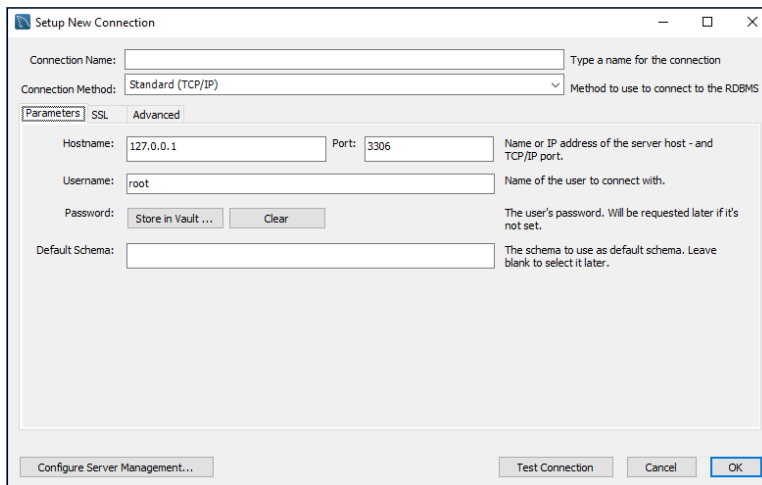 Setup New Connection
Connection Name: Type a name for the connection
Connection Method: Standard (TCP/IP) Method to use to connect to the RDBMS
Parameters SSL Advanced
Hostname: 127.0.0.1 Port: 3306 Name or IP address of the server host - and
TCP/IP port.
Username: root Name of the user to connect with.
Password: Store in Vault ... Clear The user's password. Will be requested later if it's
not set.
Default Schema: The schema to use as default schema. Leave
blank to select it later.
Configure Server Management... Test Connection Cancel OK